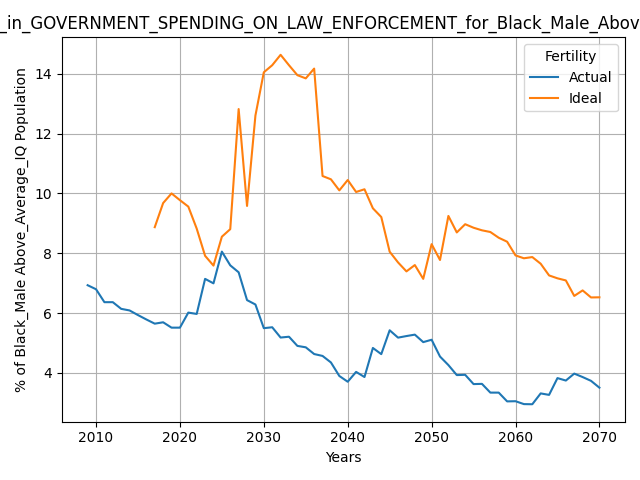 _in_GOVERNMENT_SPENDING_ON_LAW_ENFORCEMENT_for_Black_Male_Above
Fertility
Actual
Ideal
% of Black_Male Above_Average_IQ Population
14
12
10
8
6
4
2010
2020
2030
2040
2050
2060
2070
Years